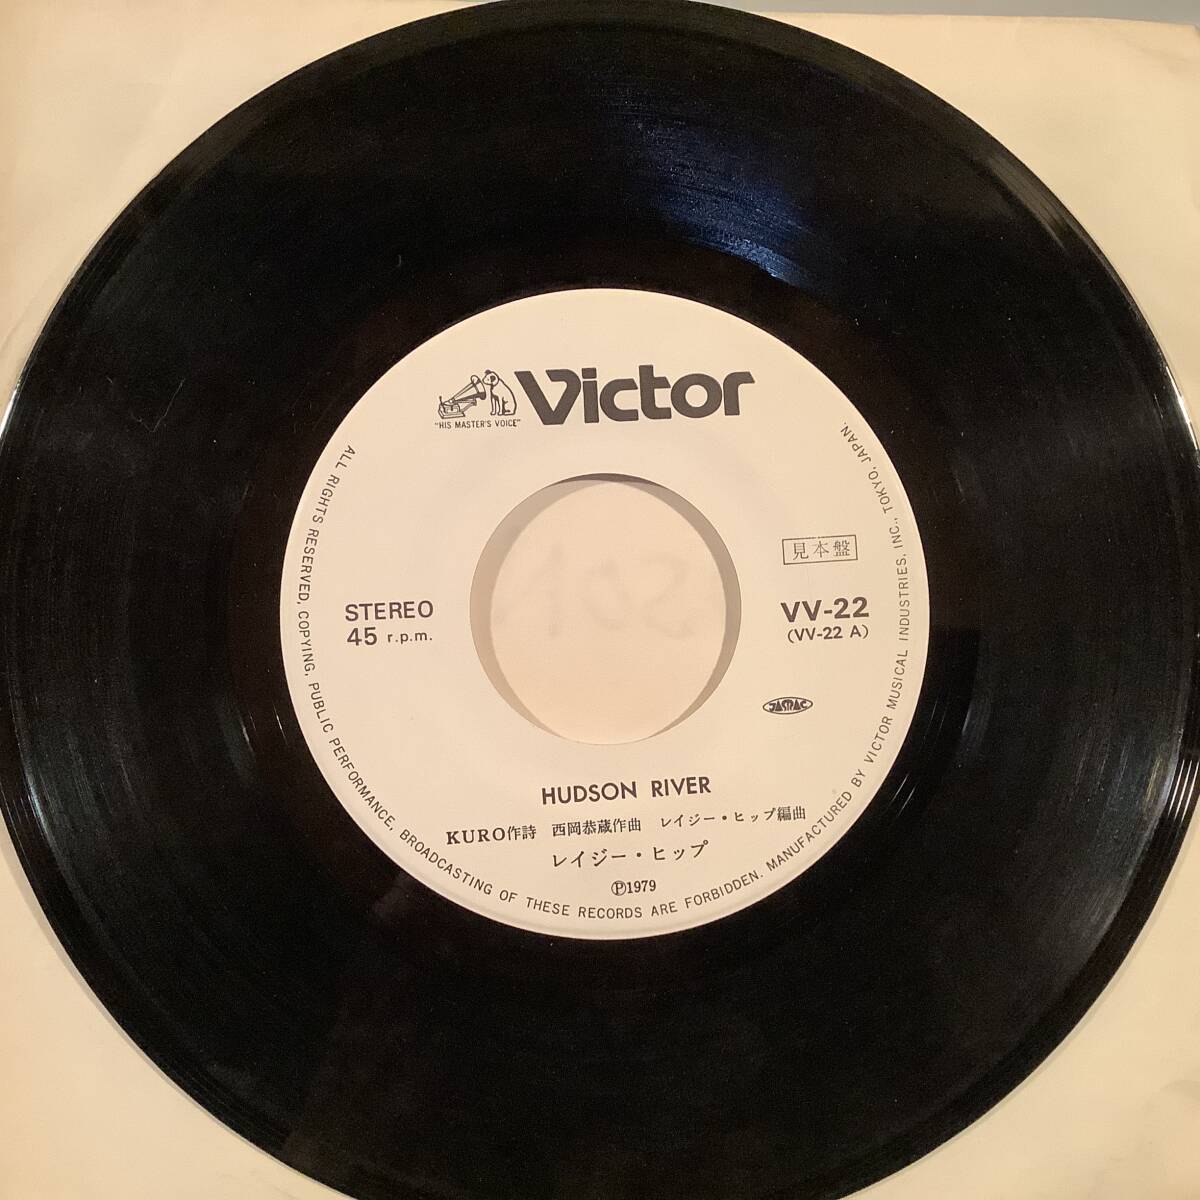 Victor
"HIS MASTER'S VOICE"
見本盤
STEREO
45 r.p.m.
VV-22
(VV-22 A)
JASRAC
HUDSON RIVER
KURO作詩 西岡恭蔵作曲 レイジー・ヒップ編曲
レイジー・ヒップ
Ⓟ1979
ALL RIGHTS RESERVED, COPYING, PUBLIC PERFORMANCE, BROADCASTING OF THESE RECORDS ARE FORBIDDEN. MANUFACTURED BY VICTOR MUSICAL INDUSTRIES, INC., TOKYO, JAPAN.